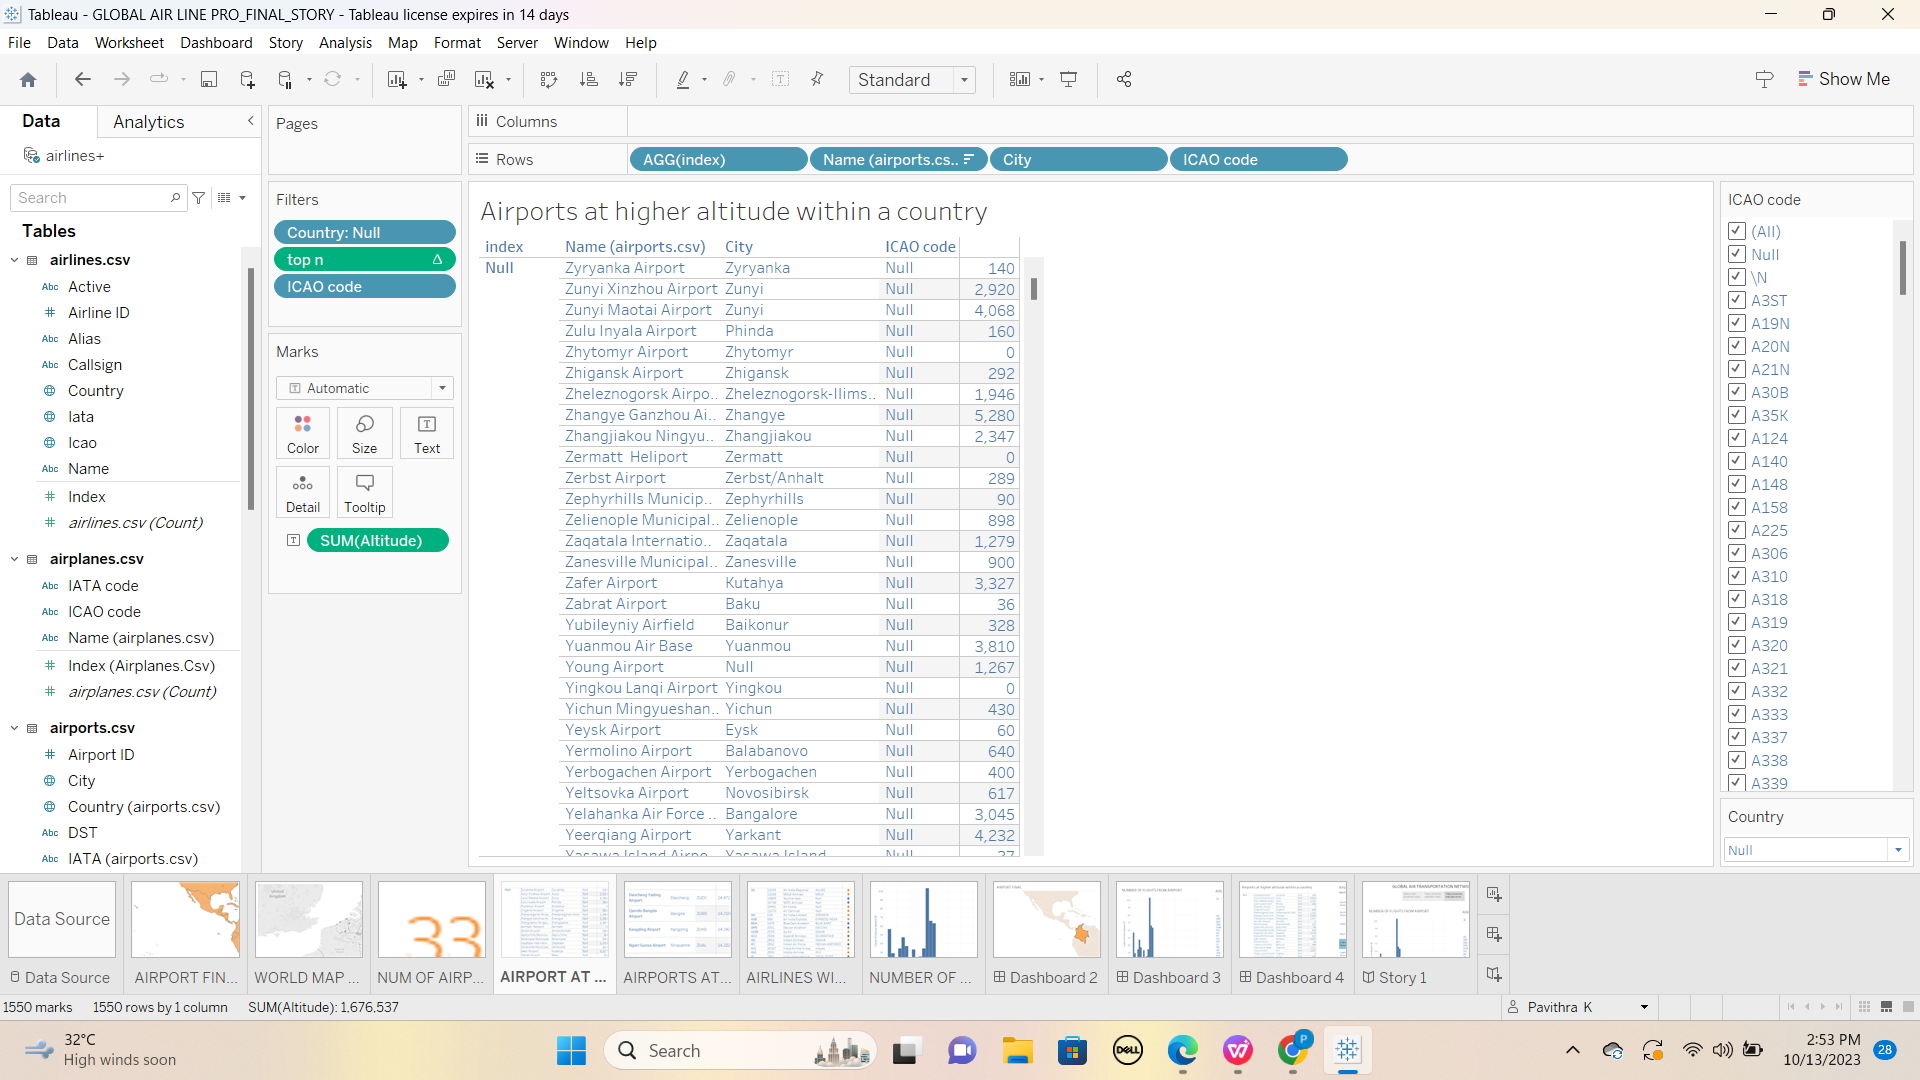 Tableau - GLOBAL AIR LINE PRO_FINAL_STORY - Tableau license expires in 14 days
File Data Worksheet Dashboard Story Analysis Map Format Server Window Help
Standard
Show Me
Data Analytics
airlines+
Search
Tables
airlines.csv
Abc Active
Airline ID
Abc Alias
Abc Callsign
Country
Iata
Icao
Abc Name
Index
airlines.csv (Count)
airplanes.csv
Abc IATA code
Abc ICAO code
Abc Name (airplanes.csv)
Index (Airplanes.Csv)
airplanes.csv (Count)
airports.csv
Airport ID
City
Country (airports.csv)
Abc DST
Abc IATA (airports.csv)
Pages
Filters
Country: Null
top n
ICAO code
Marks
Automatic
Color Size Text
Detail Tooltip
SUM(Altitude)
Columns
Rows AGG(index) Name (airports.cs.. City ICAO code
Airports at higher altitude within a country
index Name (airports.csv) City ICAO code
Null Zyryanka Airport Zyryanka Null 140
Zunyi Xinzhou Airport Zunyi Null 2,920
Zunyi Maotai Airport Zunyi Null 4,068
Zulu Inyala Airport Phinda Null 160
Zhytomyr Airport Zhytomyr Null 0
Zhigansk Airport Zhigansk Null 292
Zheleznogorsk Airpo.. Zheleznogorsk-Ilims.. Null 1,946
Zhangye Ganzhou Ai.. Zhangye Null 5,280
Zhangjiakou Ningyu.. Zhangjiakou Null 2,347
Zermatt Heliport Zermatt Null 0
Zerbst Airport Zerbst/Anhalt Null 289
Zephyrhills Municip.. Zephyrhills Null 90
Zelienople Municipal.. Zelienople Null 898
Zaqatala Internatio.. Zaqatala Null 1,279
Zanesville Municipal.. Zanesville Null 900
Zafer Airport Kutahya Null 3,327
Zabrat Airport Baku Null 36
Yubileyniy Airfield Baikonur Null 328
Yuanmou Air Base Yuanmou Null 3,810
Young Airport Null Null 1,267
Yingkou Lanqi Airport Yingkou Null 0
Yichun Mingyueshan.. Yichun Null 430
Yeysk Airport Eysk Null 60
Yermolino Airport Balabanovo Null 640
Yerbogachen Airport Yerbogachen Null 400
Yeltsovka Airport Novosibirsk Null 617
Yelahanka Air Force .. Bangalore Null 3,045
Yeerqiang Airport Yarkant Null 4,232
Yasawa Island Airpo.. Yasawa Island Null 27
ICAO code
(All)
Null
\N
A3ST
A19N
A20N
A21N
A30B
A35K
A124
A140
A148
A158
A225
A306
A310
A318
A319
A320
A321
A332
A333
A337
A338
A339
Country
Null
Data Source
33
Data Source AIRPORT FIN... WORLD MAP ... NUM OF AIRP... AIRPORT AT ... AIRPORTS AT... AIRLINES WI... NUMBER OF ... Dashboard 2 Dashboard 3 Dashboard 4 Story 1
1550 marks 1550 rows by 1 column SUM(Altitude): 1,676,537
Pavithra K
32°C
High winds soon
Search
DELL
P
2:53 PM
10/13/2023
28